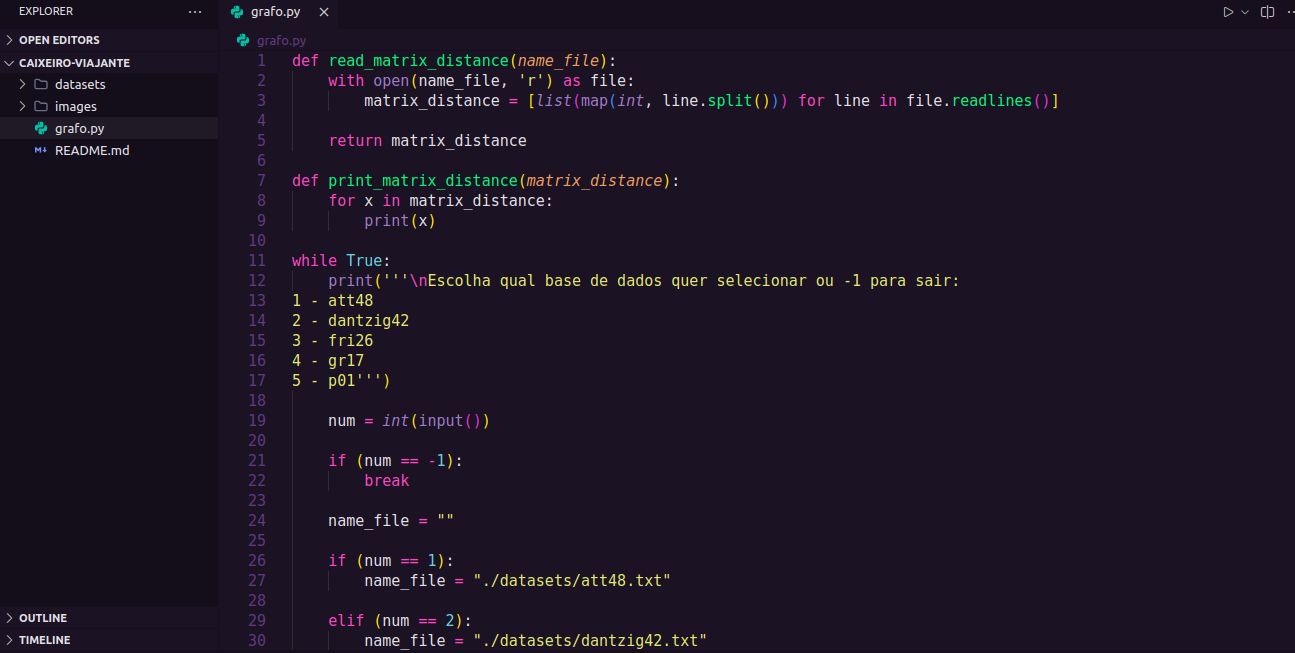 EXPLORER
OPEN EDITORS
CAIXEIRO-VIAJANTE
datasets
images
grafo.py
README.md
OUTLINE
TIMELINE
grafo.py
grafo.py
1 def read_matrix_distance(name_file):
2     with open(name_file, 'r') as file:
3         matrix_distance = [list(map(int, line.split())) for line in file.readlines()]
4
5     return matrix_distance
6
7 def print_matrix_distance(matrix_distance):
8     for x in matrix_distance:
9         print(x)
10
11 while True:
12     print('''\nEscolha qual base de dados quer selecionar ou -1 para sair:
13 1 - att48
14 2 - dantzig42
15 3 - fri26
16 4 - gr17
17 5 - p01''')
18
19     num = int(input())
20
21     if (num == -1):
22         break
23
24     name_file = ""
25
26     if (num == 1):
27         name_file = "./datasets/att48.txt"
28
29     elif (num == 2):
30         name_file = "./datasets/dantzig42.txt"